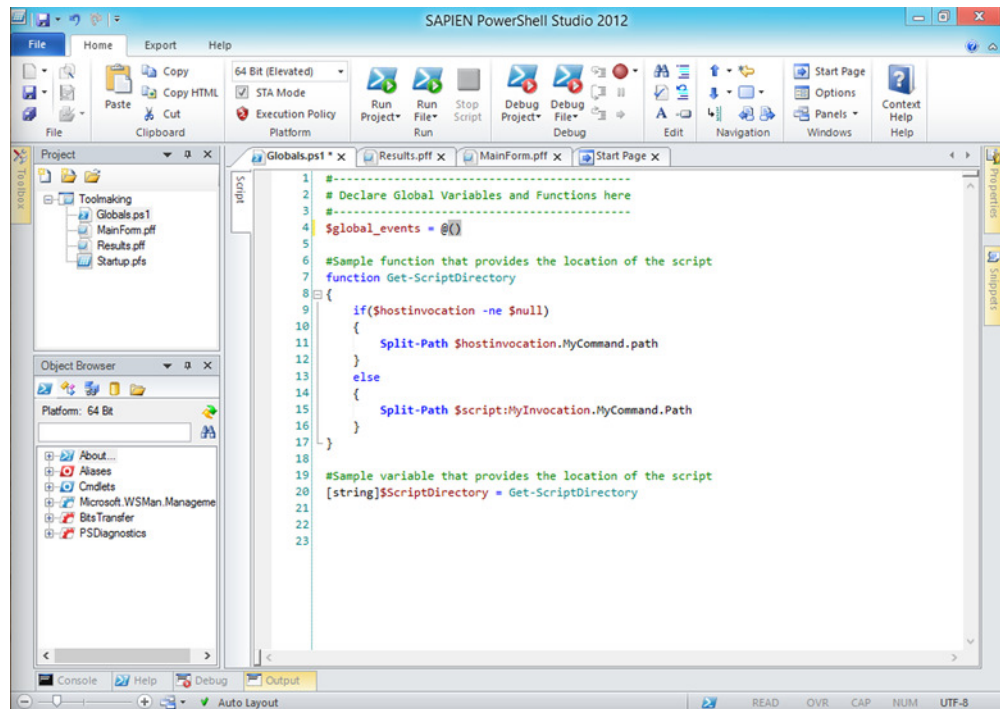 SAPIEN PowerShell Studio 2012
File Home Export Help
Copy
Copy HTML
Cut
Paste
64 Bit (Elevated)
STA Mode
Execution Policy
Run Project
Run File
Stop Script
Debug Project
Debug File
Start Page
Options
Panels
Context Help
File Clipboard Platform Run Debug Edit Navigation Windows Help
Toolbox
Project
Toolmaking
Globals.ps1
MainForm.pff
Results.pff
Startup.pfs
Object Browser
Platform: 64 Bit
About...
Aliases
Cmdlets
Microsoft.WSMan.Manageme
BitsTransfer
PSDiagnostics
Globals.ps1 * x Results.pff x MainForm.pff x Start Page x
Script
1 #--------------------------------------------
2 # Declare Global Variables and Functions here
3 #--------------------------------------------
4 $global_events = @()
5
6 #Sample function that provides the location of the script
7 function Get-ScriptDirectory
8 {
9 if($hostinvocation -ne $null)
10 {
11 Split-Path $hostinvocation.MyCommand.path
12 }
13 else
14 {
15 Split-Path $script:MyInvocation.MyCommand.Path
16 }
17 }
18
19 #Sample variable that provides the location of the script
20 [string]$ScriptDirectory = Get-ScriptDirectory
21
22
23
Properties
Snippets
Console Help Debug Output
Auto Layout READ OVR CAP NUM UTF-8